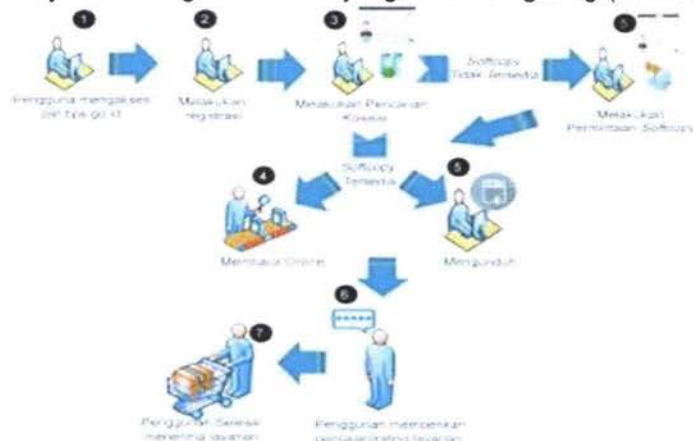 1
2
3
5
Pengguna mengakses
Melakukan
registrasi
Melakukan Pencarian
Koleksi
Softcopy
Tidak Tersedia
Melakukan
Permintaan Softcopy
Softcopy
Tersedia
4
5
Membaca Online
Mengunduh
6
7
Pengguna Selesai
menerima layanan
Pengguna memberikan
layanan